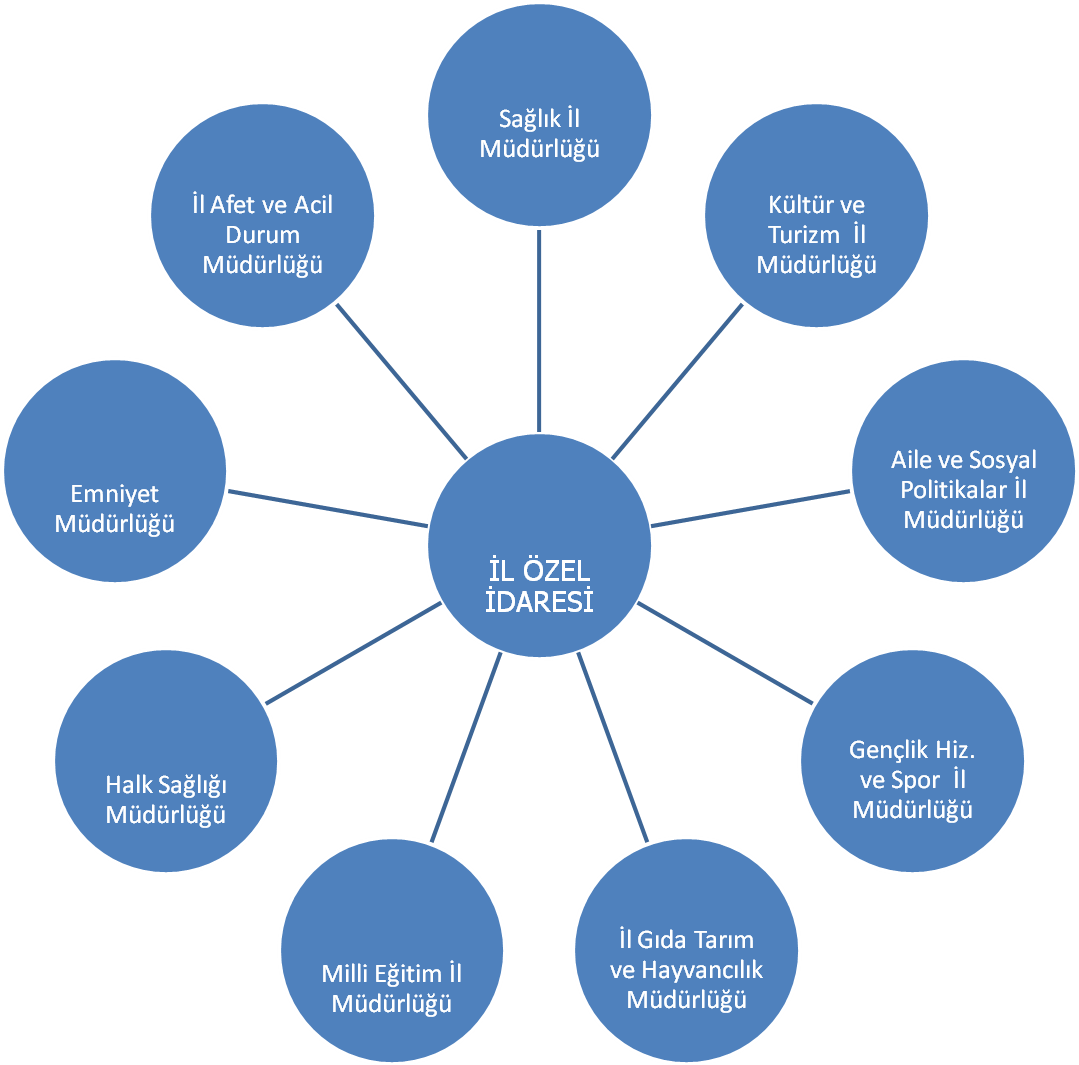 Sağlık İl
Müdürlüğü
Kültür ve
Turizm  İl
Müdürlüğü
Aile ve Sosyal
Politikalar İl
Müdürlüğü
Gençlik Hiz.
ve Spor  İl
Müdürlüğü
İl Gıda Tarım
ve Hayvancılık
Müdürlüğü
Milli Eğitim İl
Müdürlüğü
Halk Sağlığı
Müdürlüğü
Emniyet
Müdürlüğü
İl Afet ve Acil
Durum
Müdürlüğü
İL ÖZEL
İDARESİ